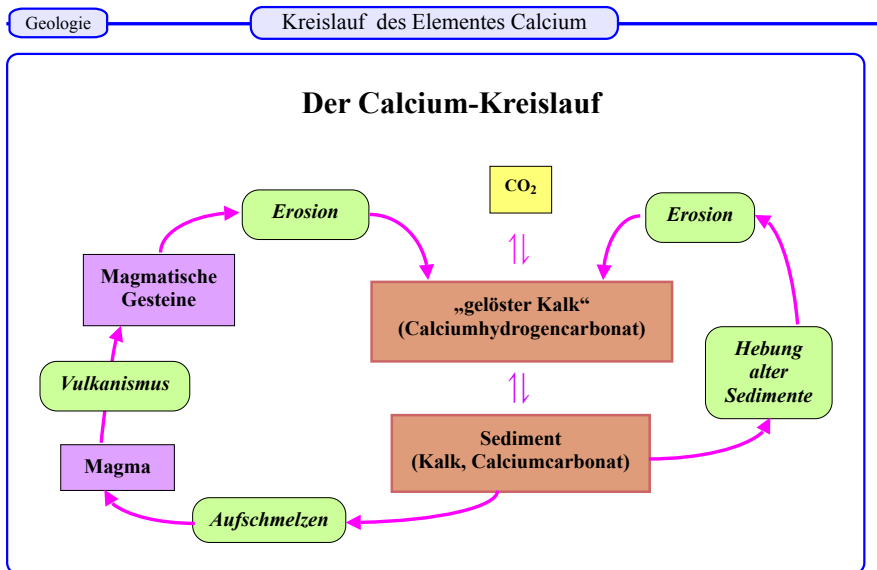 Geologie
Kreislauf des Elementes Calcium
Der Calcium-Kreislauf
CO₂
Erosion
Erosion
Magmatische
Gesteine
„gelöster Kalk“
(Calciumhydrogencarbonat)
Hebung
alter
Sedimente
Vulkanismus
Sediment
(Kalk, Calciumcarbonat)
Magma
Aufschmelzen